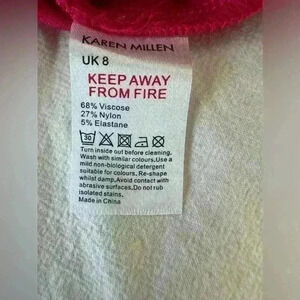 KAREN MILLEN
UK 8
KEEP AWAY
FROM FIRE
68% Viscose
27% Nylon
5% Elastane
30
Turn inside out before cleaning.
Wash with similar colours.Use a
mild non-biological detergent
suitable for colours. Re-shape
whilst damp.Avoid contact with
abrasive surfaces.Do not rub
isolated stains.
Made in China